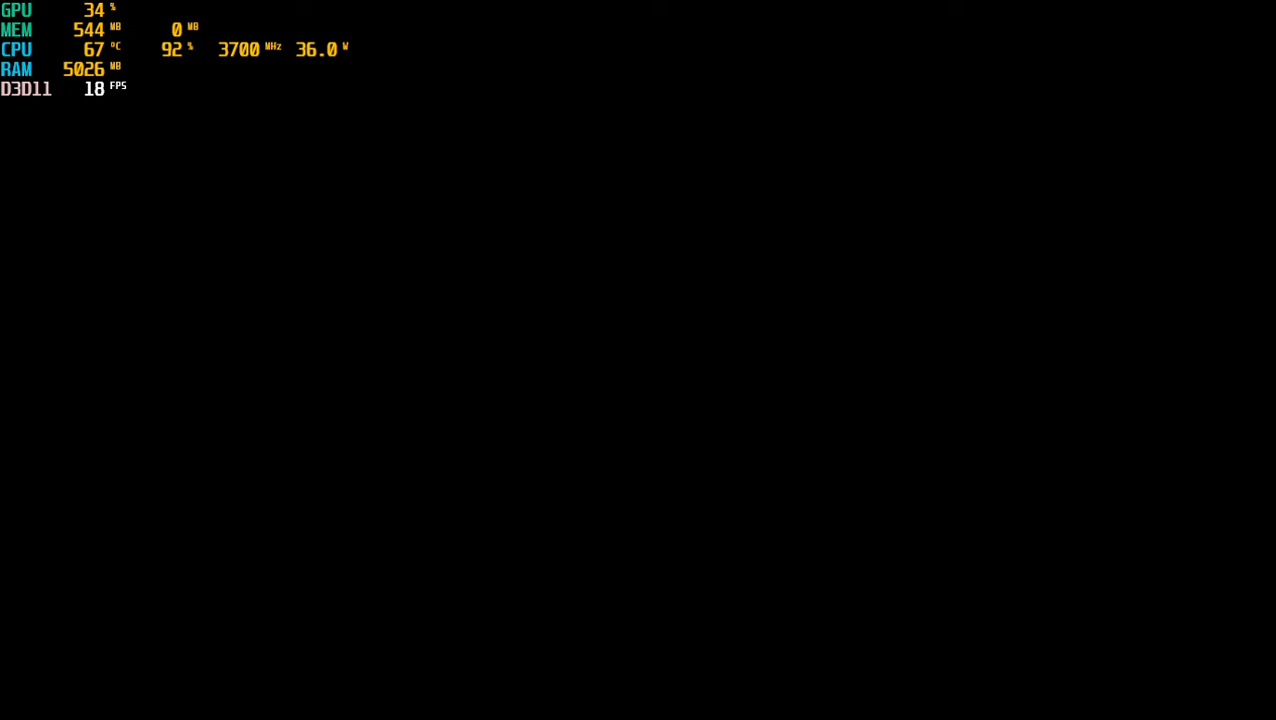 GPU 34 %
MEM 544 MB 0 MB
CPU 67 °C 92 % 3700 MHz 36.0 W
RAM 5026 MB
D3D11 18 FPS